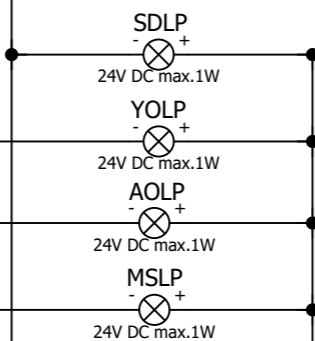 SDLP
- +
24V DC max.1W
YOLP
- +
24V DC max.1W
AOLP
- +
24V DC max.1W
MSLP
- +
24V DC max.1W